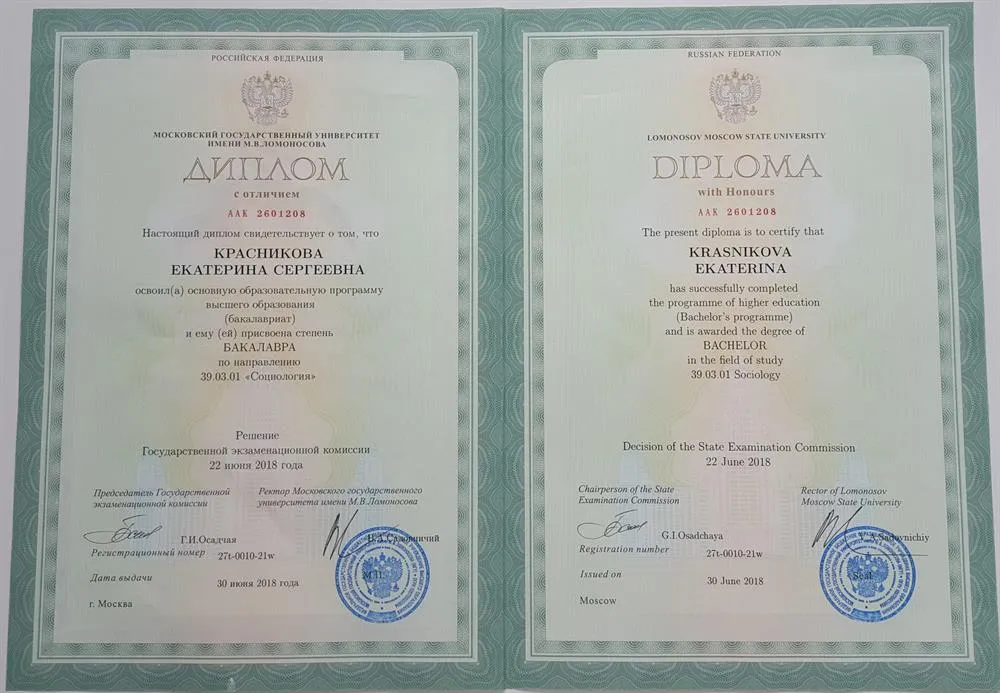 РОССИЙСКАЯ ФЕДЕРАЦИЯ
МОСКОВСКИЙ ГОСУДАРСТВЕННЫЙ УНИВЕРСИТЕТ
ИМЕНИ М.В.ЛОМОНОСОВА
ДИПЛОМ
с отличием
ААК 2601208
Настоящий диплом свидетельствует о том, что
КРАСНИКОВА
ЕКАТЕРИНА СЕРГЕЕВНА
освоил(а) основную образовательную программу
высшего образования
(бакалавриат)
и ему (ей) присвоена степень
БАКАЛАВРА
по направлению
39.03.01 «Социология»
Решение
Государственной экзаменационной комиссии
22 июня 2018 года
Председатель Государственной
экзаменационной комиссии
Ректор Московского государственного
университета имени М.В.Ломоносова
Г.И.Осадчая
В.А.Садовничий
Регистрационный номер 27t-0010-21w
М.П.
Дата выдачи 30 июня 2018 года
г. Москва
RUSSIAN FEDERATION
LOMONOSOV MOSCOW STATE UNIVERSITY
DIPLOMA
with Honours
ААК 2601208
The present diploma is to certify that
KRASNIKOVA
EKATERINA
has successfully completed
the programme of higher education
(Bachelor's programme)
and is awarded the degree of
BACHELOR
in the field of study
39.03.01 Sociology
Decision of the State Examination Commission
22 June 2018
Chairperson of the State
Examination Commission
Rector of Lomonosov
Moscow State University
G.I.Osadchaya
Sadovnichiy
Registration number 27t-0010-21w
Seal
Issued on 30 June 2018
Moscow